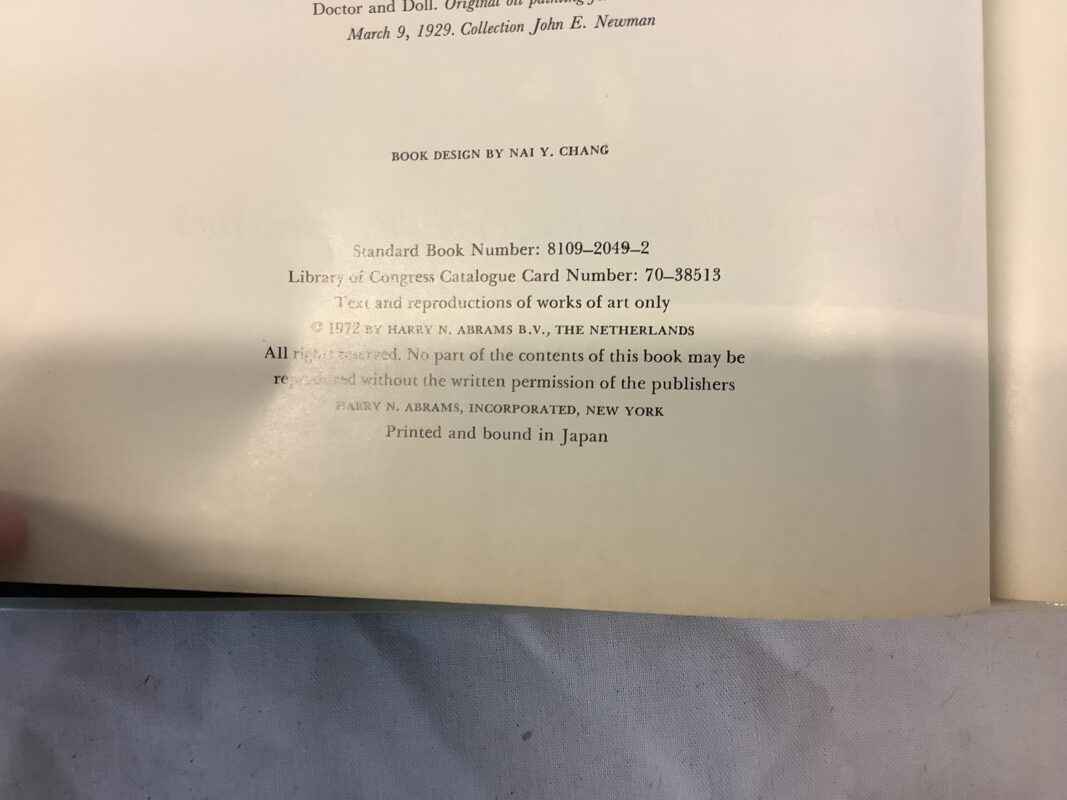 Doctor and Doll. Original oil painting
March 9, 1929. Collection John E. Newman
BOOK DESIGN BY NAI Y. CHANG
Standard Book Number: 8109–2049–2
Library of Congress Catalogue Card Number: 70–38513
Text and reproductions of works of art only
© 1972 BY HARRY N. ABRAMS B.V., THE NETHERLANDS
All rights reserved. No part of the contents of this book may be
reproduced without the written permission of the publishers
HARRY N. ABRAMS, INCORPORATED, NEW YORK
Printed and bound in Japan